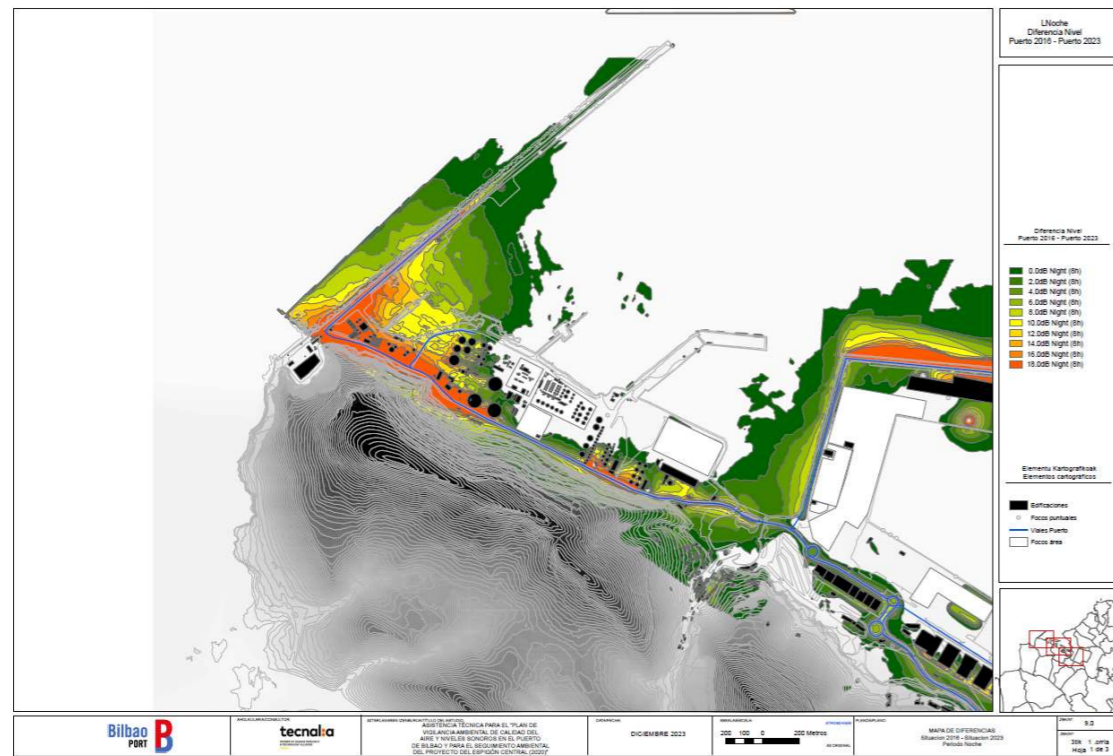 LNoche
Diferencia Nivel
Puerto 2016 - Puerto 2023
Diferencia Nivel
Puerto 2016 - Puerto 2023
0.0dB Night (8h)
2.0dB Night (8h)
4.0dB Night (8h)
6.0dB Night (8h)
8.0dB Night (8h)
10.0dB Night (8h)
12.0dB Night (8h)
14.0dB Night (8h)
16.0dB Night (8h)
18.0dB Night (8h)
Elementu Kartografikoak
Elementos cartográficos
Edificaciones
Focos puntuales
Viales Puerto
Focos área
Bilbao
PORT
tecnalia
ASISTENCIA TÉCNICA PARA EL "PLAN DE
VIGILANCIA AMBIENTAL DE CALIDAD DEL
AIRE Y NIVELES SONOROS EN EL PUERTO
DE BILBAO Y PARA EL SEGUIMIENTO AMBIENTAL
DEL PROYECTO DEL ESPIGÓN CENTRAL (2020)"
DICIEMBRE 2023
200 100 0 200 Metros
MAPA DE DIFERENCIAS
Situacion 2016 - Situacion 2023
Periodo Noche
9.0
Hoja 1 de 3